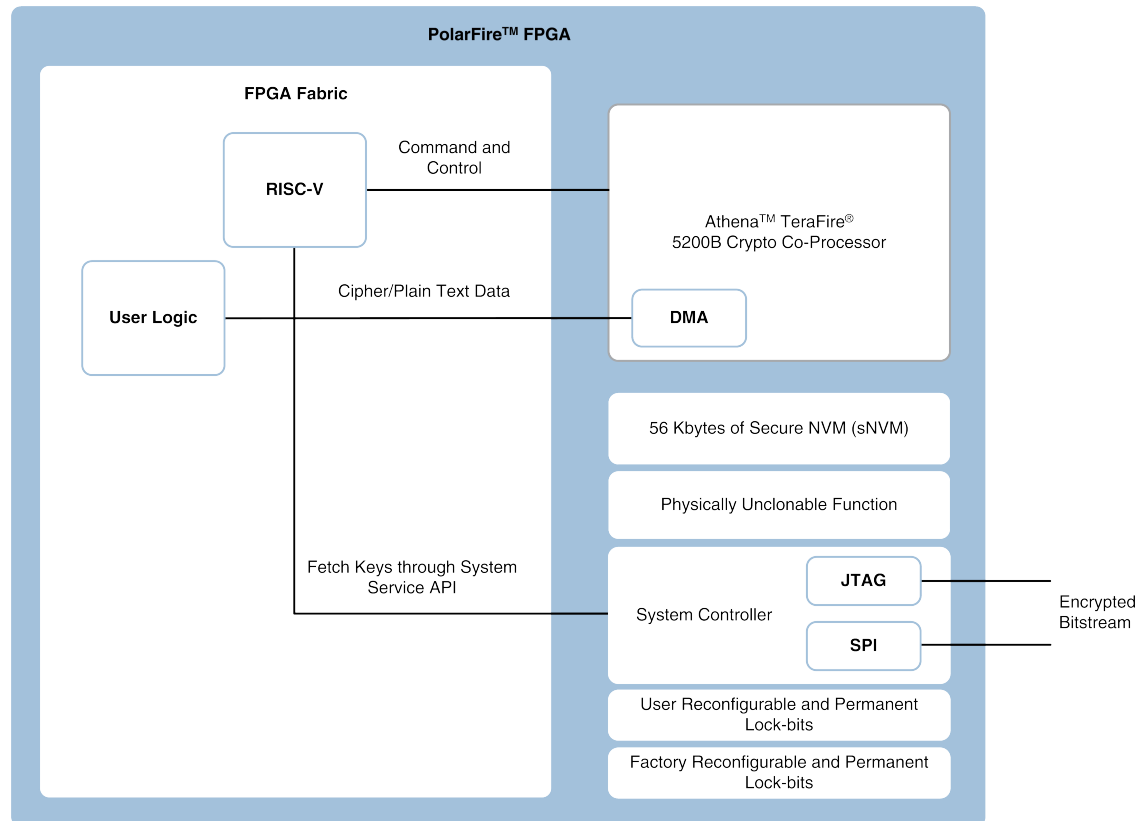 PolarFire™ FPGA
FPGA Fabric
RISC-V
Command and
Control
Athena™ TeraFire®
5200B Crypto Co-Processor
User Logic
Cipher/Plain Text Data
DMA
56 Kbytes of Secure NVM (sNVM)
Physically Unclonable Function
Fetch Keys through System
Service API
System Controller
JTAG
SPI
Encrypted
Bitstream
User Reconfigurable and Permanent
Lock-bits
Factory Reconfigurable and Permanent
Lock-bits